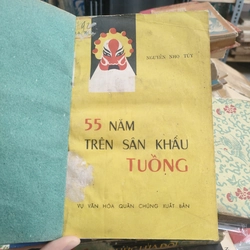 NGUYỄN NHO TÚY
55 NĂM
TRÊN SÂN KHẤU
TUỒNG
VỤ VĂN HÓA QUẦN CHÚNG XUẤT BẢN